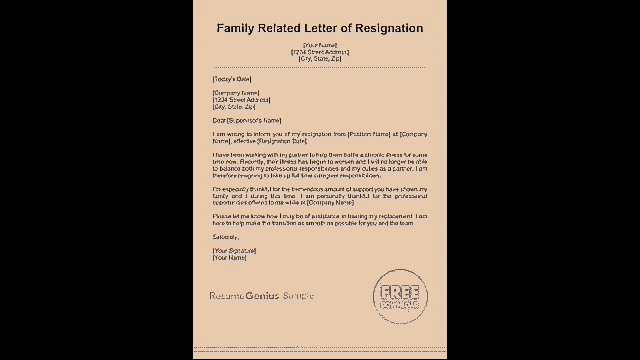 Family Related Letter of Resignation
[Your Name]
[1234 Street Address]
[City, State, Zip]
[Today's Date]
[Company Name]
[1234 Street Address]
[City, State, Zip]
Dear [Supervisor's Name]
I am writing to inform you of my resignation from [Position Name] at [Company
Name], effective [Resignation Date].
I have been working with my partner to help them battle a chronic illness for some
time now. Recently, their illness has begun to worsen and I will no longer be able
to balance both my professional responsibilities and my duties as a partner. I am
therefore resigning to take up full time caregiver responsibilities.
I'm especially thankful for the tremendous amount of support you have shown my
family and I during this time. I am personally thankful for the professional
opportunities offered to me while at [Company Name].
Please let me know how I may be of assistance in training my replacement. I am
here to help make the transition as smooth as possible for you and the team.
Sincerely,
[Your Signature]
[Your Name]
ResumeGenius Sample
FREE